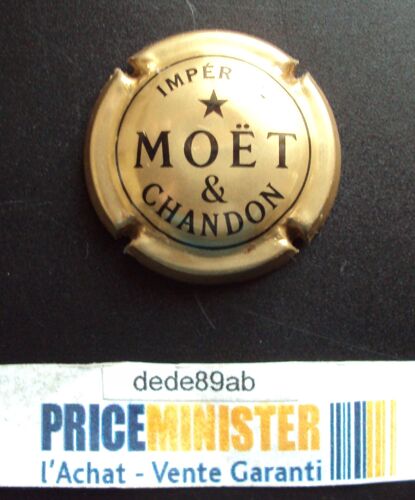 IMPÉR
MOËT
&
CHANDON
dede89ab
PRICEMINISTER
l'Achat - Vente Garanti